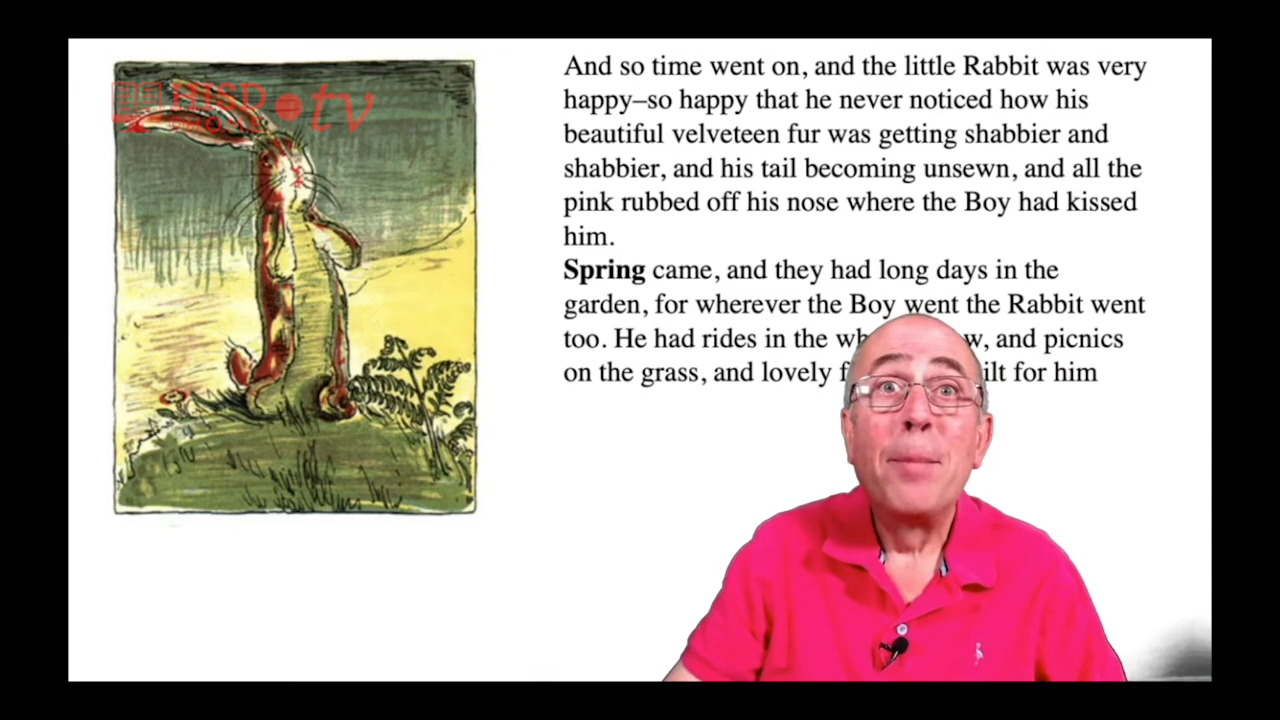 HISD
tv
And so time went on, and the little Rabbit was very
happy–so happy that he never noticed how his
beautiful velveteen fur was getting shabbier and
shabbier, and his tail becoming unsewn, and all the
pink rubbed off his nose where the Boy had kissed
him.
Spring came, and they had long days in the
garden, for wherever the Boy went the Rabbit went
too. He had rides in the w, and picnics
on the grass, and lovely for him